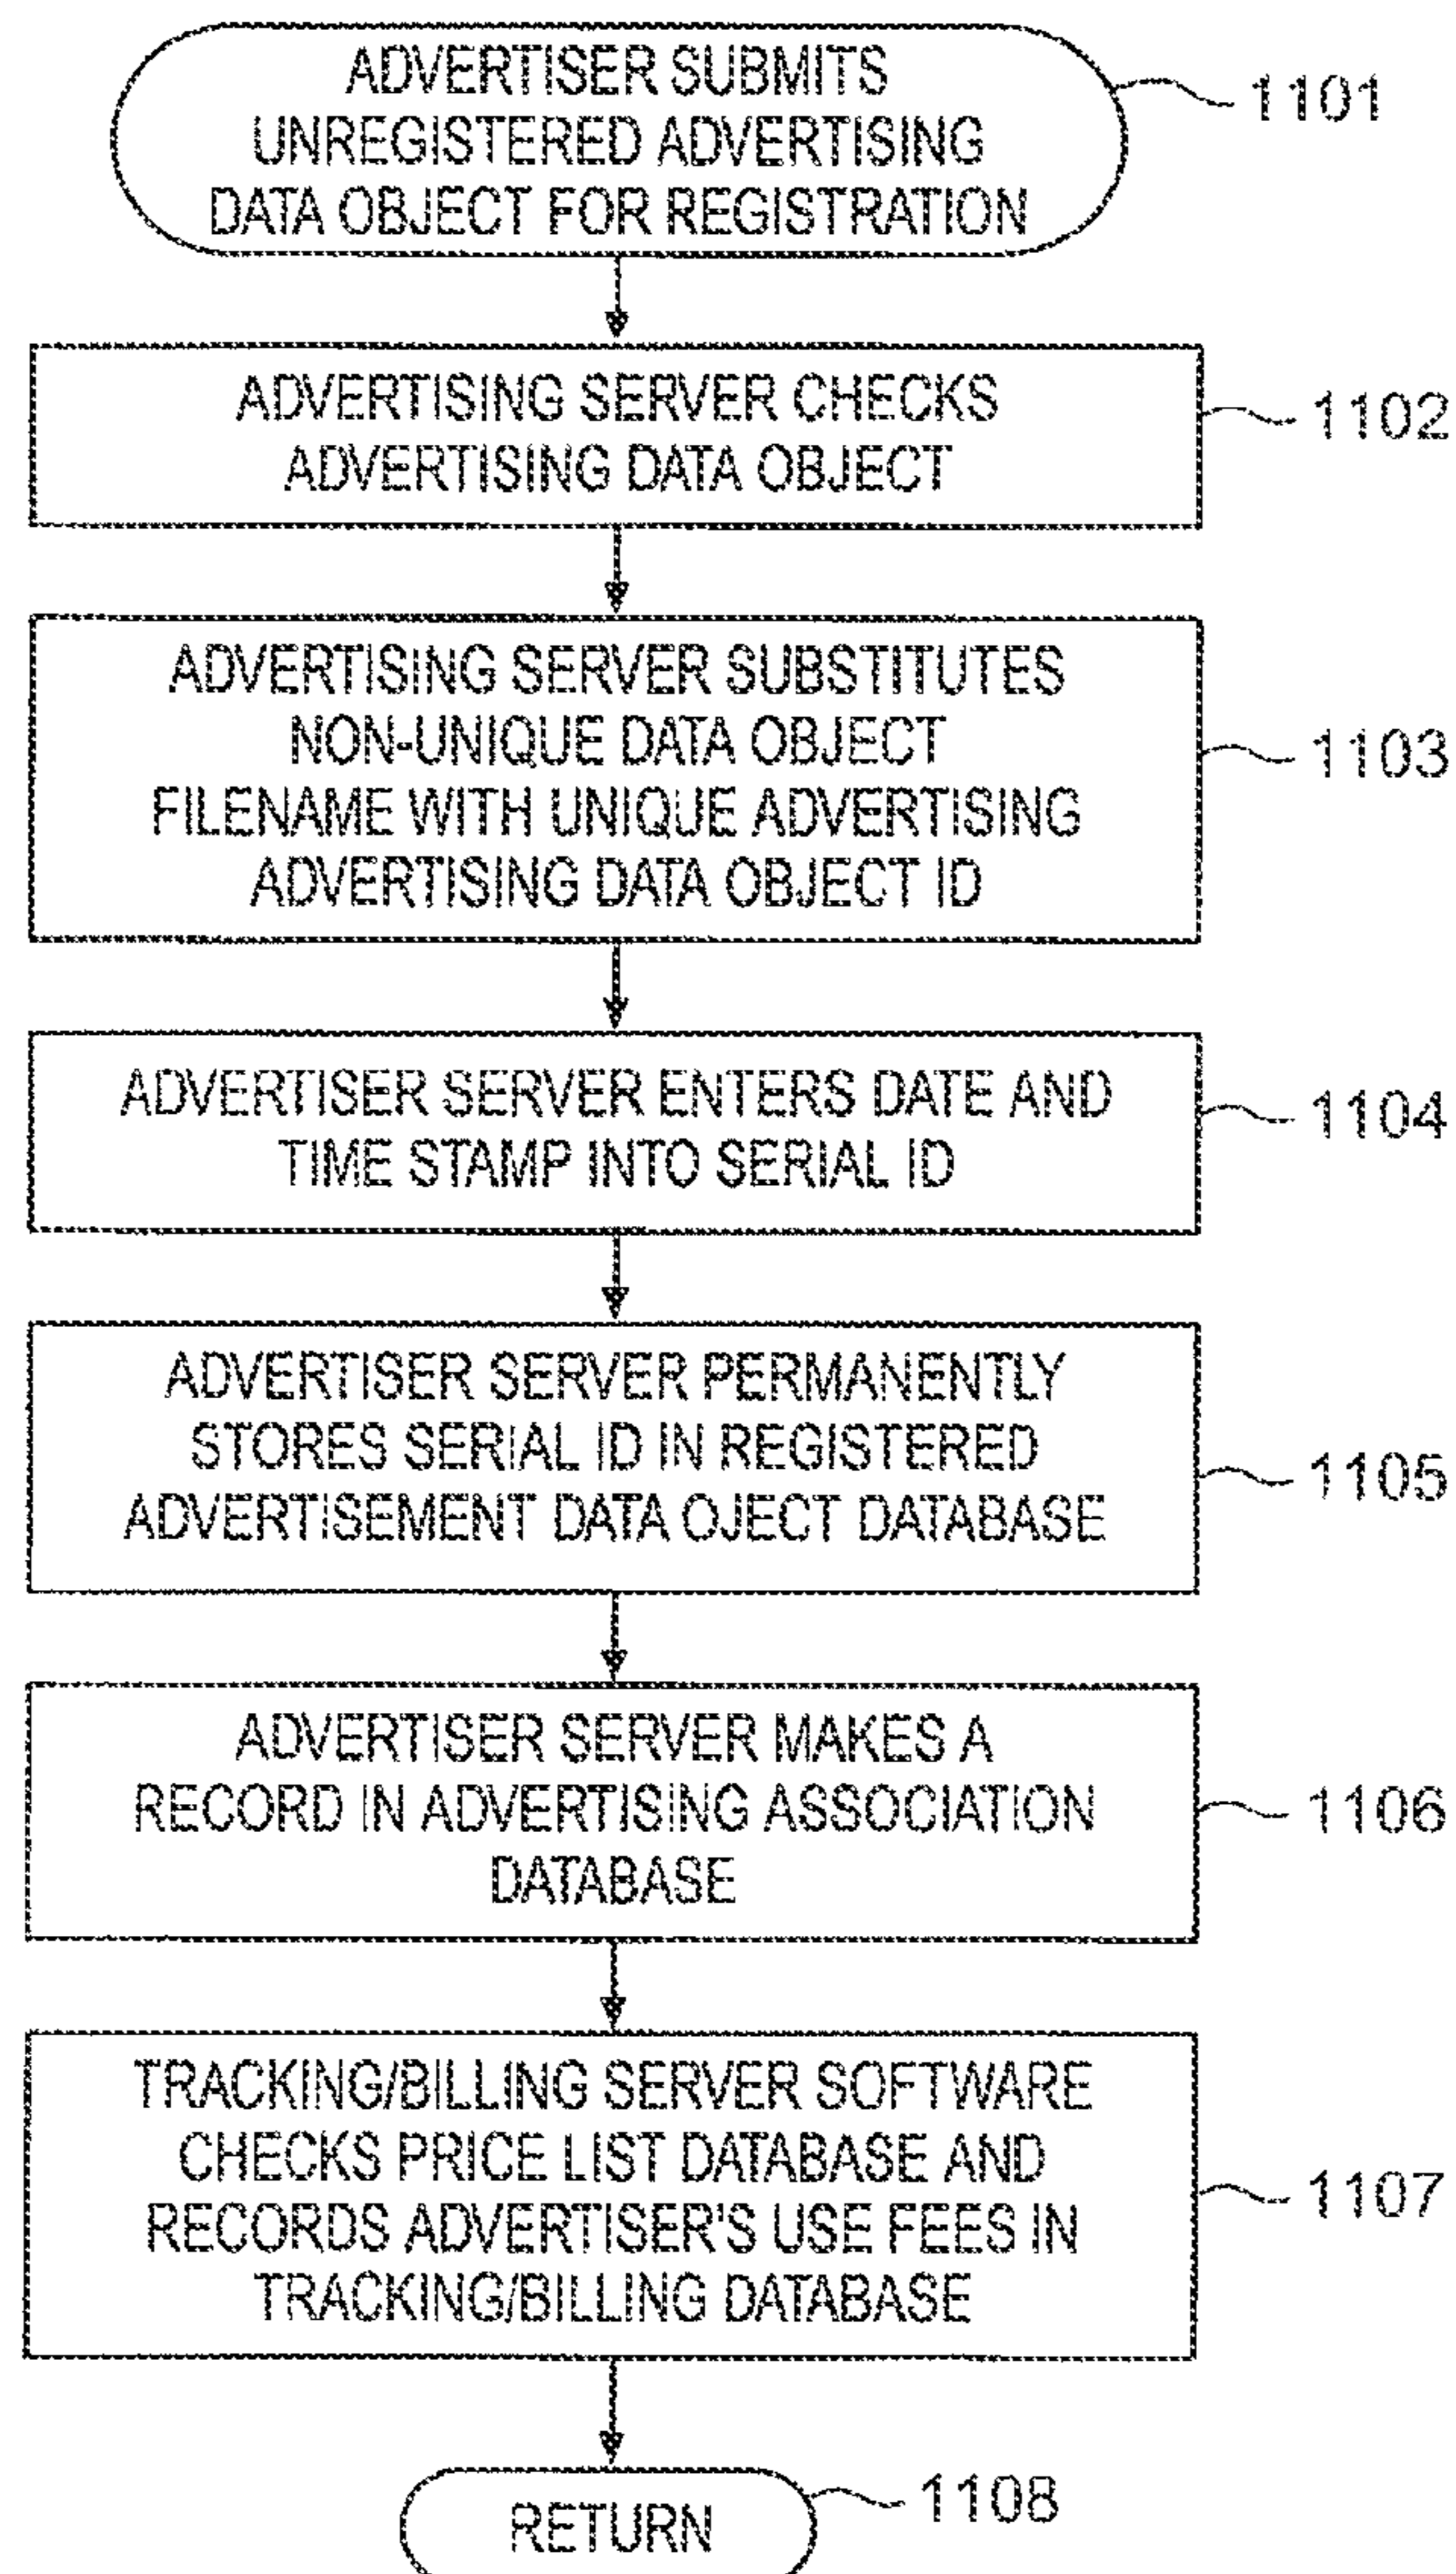 ADVERTISER SUBMITS
UNREGISTERED ADVERTISING
DATA OBJECT FOR REGISTRATION
1101
ADVERTISING SERVER CHECKS
ADVERTISING DATA OBJECT
1102
ADVERTISING SERVER SUBSTITUTES
NON-UNIQUE DATA OBJECT
FILENAME WITH UNIQUE ADVERTISING
ADVERTISING DATA OBJECT ID
1103
ADVERTISER SERVER ENTERS DATE AND
TIME STAMP INTO SERIAL ID
1104
ADVERTISER SERVER PERMANENTLY
STORES SERIAL ID IN REGISTERED
ADVERTISEMENT DATA OJECT DATABASE
1105
ADVERTISER SERVER MAKES A
RECORD IN ADVERTISING ASSOCIATION
DATABASE
1106
TRACKING/BILLING SERVER SOFTWARE
CHECKS PRICE LIST DATABASE AND
RECORDS ADVERTISER'S USE FEES IN
TRACKING/BILLING DATABASE
1107
RETURN
1108